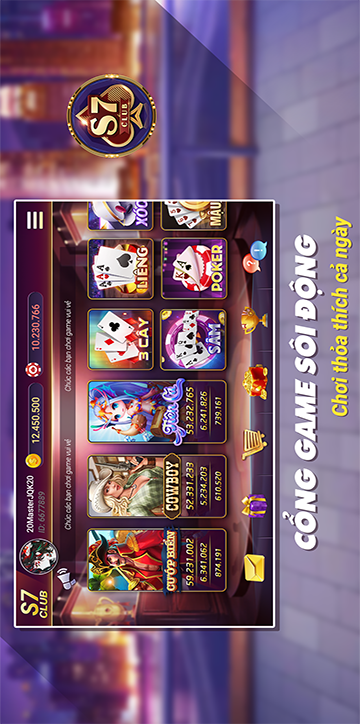 S7
CLUB
S7
CLUB
20MasterJQK20
ID: 6677889
12.450.500
10.230.766
Chúc các bạn chơi game vui vẻ
Chúc các bạn chơi game vui vẻ
CƯỚP BIỂN
59.231.002
6.341.062
874.191
COWBOY
52.331.233
5.234.203
610.520
53.232.765
6.241.826
739.161
3 CÂY
LIÊNG
XÓC
SÂM
POKER
MẬU
CỔNG GAME SÔI ĐỘNG
Chơi thỏa thích cả ngày